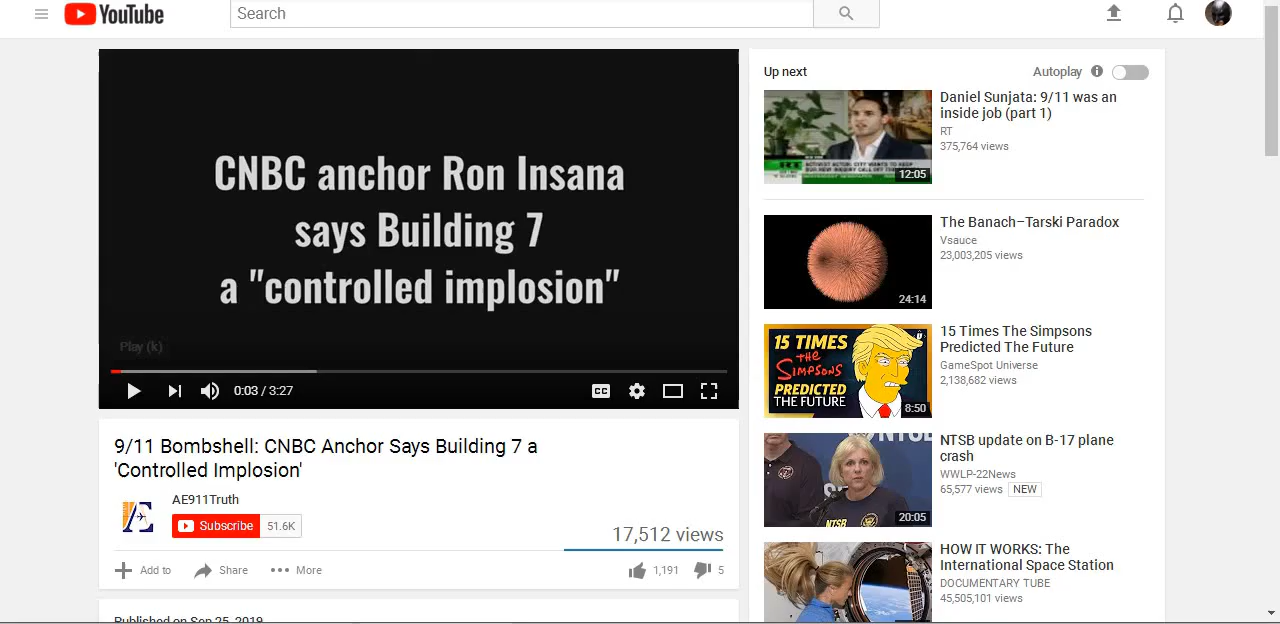 YouTube
Search
CNBC anchor Ron Insana
says Building 7
a "controlled implosion"
Play (k)
0:03 / 3:27
CC
9/11 Bombshell: CNBC Anchor Says Building 7 a
'Controlled Implosion'
AE911Truth
Subscribe 51.6K
17,512 views
Add to Share More 1,191 5
Published on Sep 25, 2019
Up next
Autoplay
Daniel Sunjata: 9/11 was an
inside job (part 1)
RT
375,764 views
12:05
The Banach–Tarski Paradox
Vsauce
23,003,205 views
24:14
15 TIMES
THE
SIMPSONS
PREDICTED
THE FUTURE
8:50
15 Times The Simpsons
Predicted The Future
GameSpot Universe
2,138,682 views
NTSB
20:05
NTSB update on B-17 plane
crash
WWLP-22News
65,577 views NEW
HOW IT WORKS: The
International Space Station
DOCUMENTARY TUBE
45,505,101 views